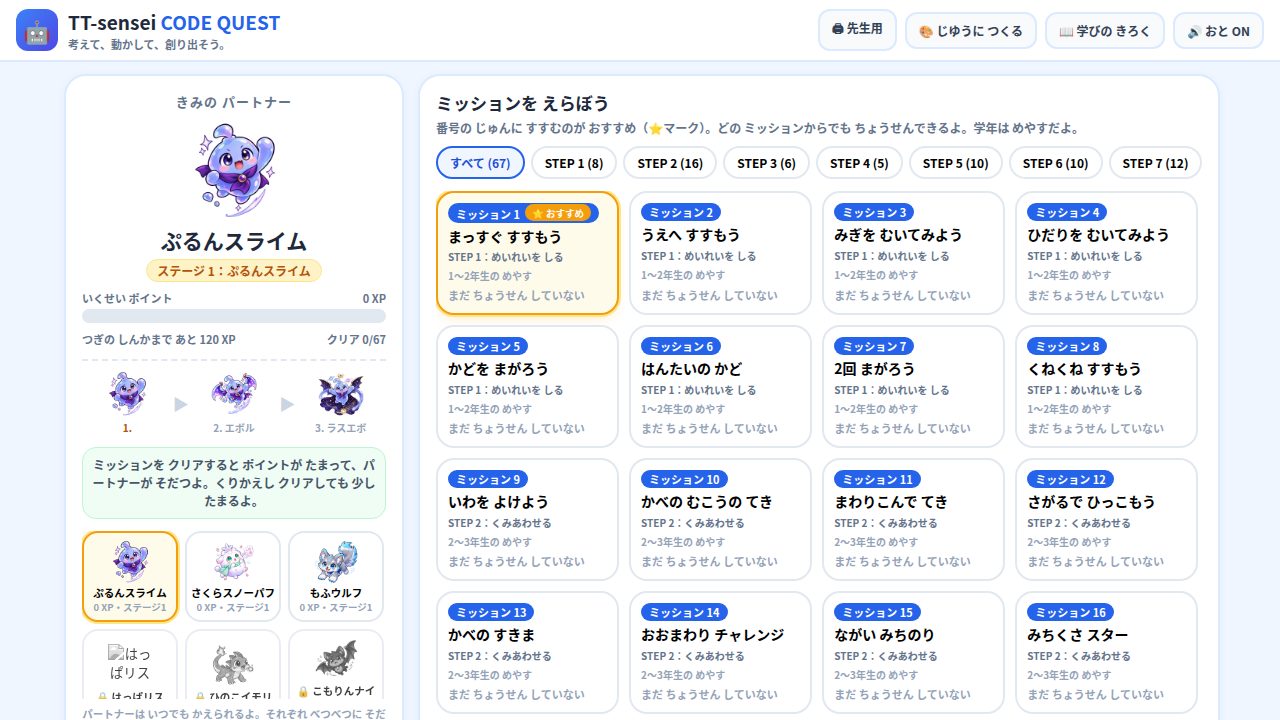 TT-sensei CODE QUEST
考えて、動かして、創り出そう。
🖨 先生用
🎨 じゆうに つくる
📖 学びの きろく
🔊 おと ON
きみの パートナー
ぷるんスライム
ステージ 1：ぷるんスライム
いくせい ポイント
0 XP
つぎの しんかまで あと 120 XP
クリア 0/67
1.
2. エボル
3. ラスエボ
ミッションを クリアすると ポイントが たまって、パ
ートナーが そだつよ。くりかえし クリアしても 少し
たまるよ。
ぷるんスライム
0 XP・ステージ1
さくらスノーパフ
0 XP・ステージ1
もふウルフ
0 XP・ステージ1
はっ
ぱリス
🔒 はっぱリス
🔒 ひのこイモリ
🔒 こもりんナイ
パートナーは いつでも かえられるよ。それぞれ べつべつに そだ
ミッションを えらぼう
番号の じゅんに すすむのが おすすめ（⭐マーク）。どの ミッションからでも ちょうせんできるよ。学年は めやすだよ。
すべて (67)
STEP 1 (8)
STEP 2 (16)
STEP 3 (6)
STEP 4 (5)
STEP 5 (10)
STEP 6 (10)
STEP 7 (12)
ミッション 1 ⭐ おすすめ
まっすぐ すすもう
STEP 1：めいれいを しる
1〜2年生の めやす
まだ ちょうせん していない
ミッション 2
うえへ すすもう
STEP 1：めいれいを しる
1〜2年生の めやす
まだ ちょうせん していない
ミッション 3
みぎを むいてみよう
STEP 1：めいれいを しる
1〜2年生の めやす
まだ ちょうせん していない
ミッション 4
ひだりを むいてみよう
STEP 1：めいれいを しる
1〜2年生の めやす
まだ ちょうせん していない
ミッション 5
かどを まがろう
STEP 1：めいれいを しる
1〜2年生の めやす
まだ ちょうせん していない
ミッション 6
はんたいの かど
STEP 1：めいれいを しる
1〜2年生の めやす
まだ ちょうせん していない
ミッション 7
2回 まがろう
STEP 1：めいれいを しる
1〜2年生の めやす
まだ ちょうせん していない
ミッション 8
くねくね すすもう
STEP 1：めいれいを しる
1〜2年生の めやす
まだ ちょうせん していない
ミッション 9
いわを よけよう
STEP 2：くみあわせる
2〜3年生の めやす
まだ ちょうせん していない
ミッション 10
かべの むこうの てき
STEP 2：くみあわせる
2〜3年生の めやす
まだ ちょうせん していない
ミッション 11
まわりこんで てき
STEP 2：くみあわせる
2〜3年生の めやす
まだ ちょうせん していない
ミッション 12
さがるで ひっこもう
STEP 2：くみあわせる
2〜3年生の めやす
まだ ちょうせん していない
ミッション 13
かべの すきま
STEP 2：くみあわせる
2〜3年生の めやす
まだ ちょうせん していない
ミッション 14
おおまわり チャレンジ
STEP 2：くみあわせる
2〜3年生の めやす
まだ ちょうせん していない
ミッション 15
ながい みちのり
STEP 2：くみあわせる
2〜3年生の めやす
まだ ちょうせん していない
ミッション 16
みちくさ スター
STEP 2：くみあわせる
2〜3年生の めやす
まだ ちょうせん していない